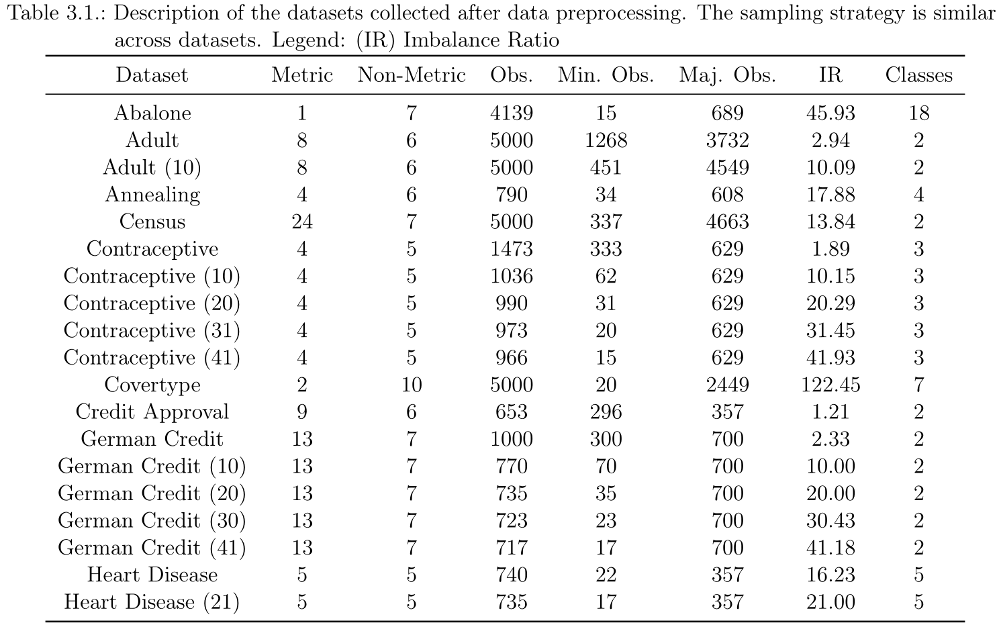 Table 3.1.: Description of the datasets collected after data preprocessing. The sampling strategy is similar
across datasets. Legend: (IR) Imbalance Ratio
Dataset Metric Non-Metric Obs. Min. Obs. Maj. Obs. IR Classes
Abalone 1 7 4139 15 689 45.93 18
Adult 8 6 5000 1268 3732 2.94 2
Adult (10) 8 6 5000 451 4549 10.09 2
Annealing 4 6 790 34 608 17.88 4
Census 24 7 5000 337 4663 13.84 2
Contraceptive 4 5 1473 333 629 1.89 3
Contraceptive (10) 4 5 1036 62 629 10.15 3
Contraceptive (20) 4 5 990 31 629 20.29 3
Contraceptive (31) 4 5 973 20 629 31.45 3
Contraceptive (41) 4 5 966 15 629 41.93 3
Covertype 2 10 5000 20 2449 122.45 7
Credit Approval 9 6 653 296 357 1.21 2
German Credit 13 7 1000 300 700 2.33 2
German Credit (10) 13 7 770 70 700 10.00 2
German Credit (20) 13 7 735 35 700 20.00 2
German Credit (30) 13 7 723 23 700 30.43 2
German Credit (41) 13 7 717 17 700 41.18 2
Heart Disease 5 5 740 22 357 16.23 5
Heart Disease (21) 5 5 735 17 357 21.00 5